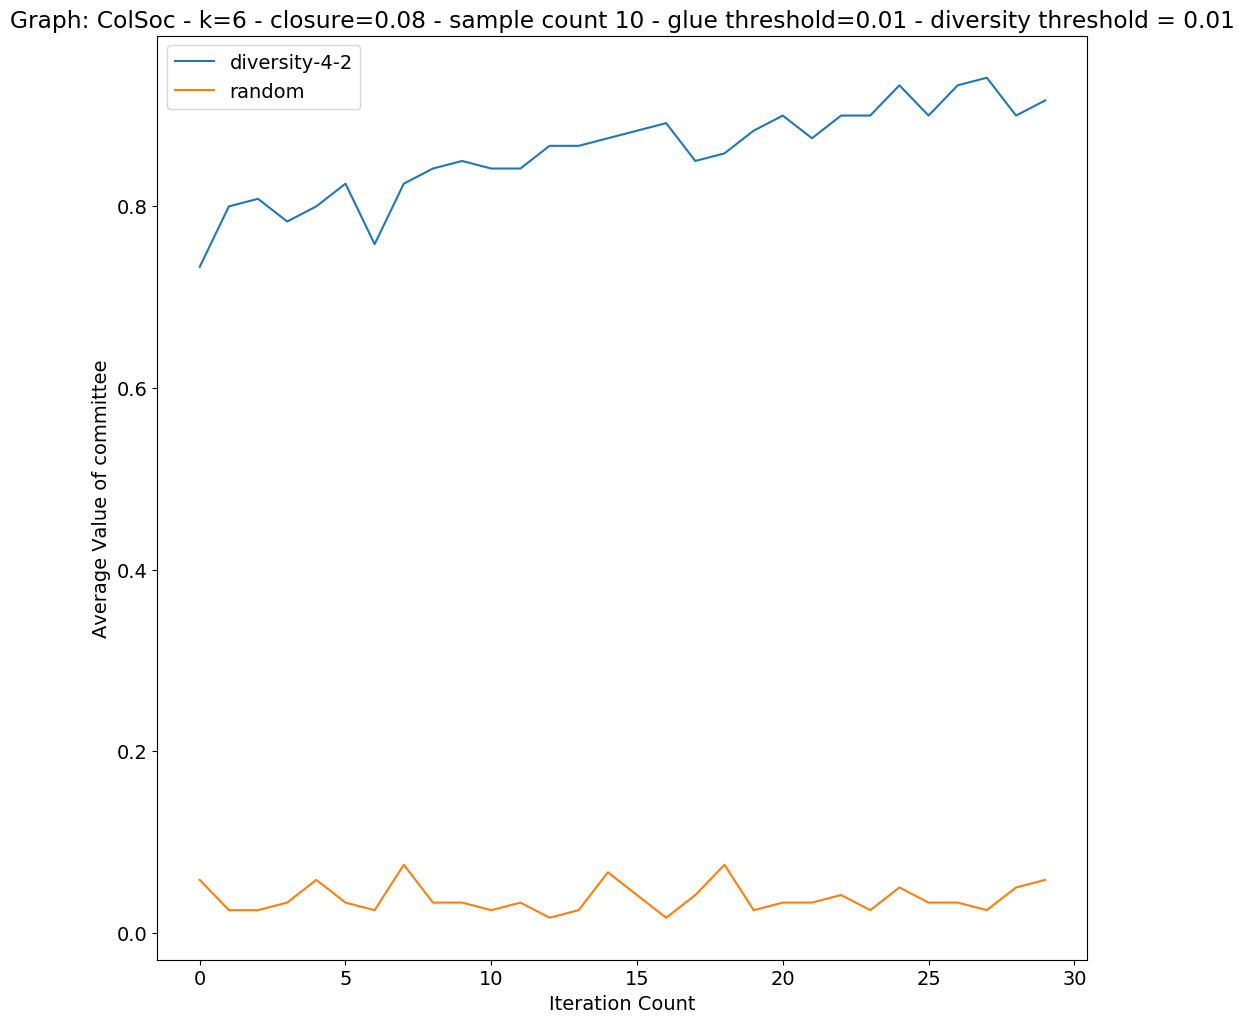 Graph: ColSoc - k=6 - closure=0.08 - sample count 10 - glue threshold=0.01 - diversity threshold = 0.01
diversity-4-2
random
Average Value of committee
0.8
0.6
0.4
0.2
0.0
0 5 10 15 20 25 30
Iteration Count